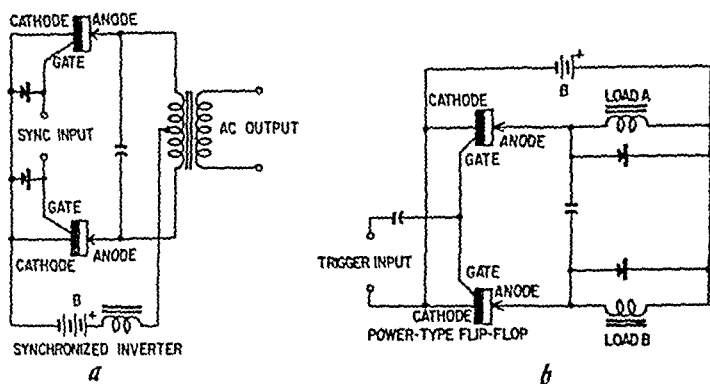 CATHODE
ANODE
GATE
SYNC INPUT
AC OUTPUT
GATE
CATHODE
ANODE
B
+
SYNCHRONIZED INVERTER
a
+
B
LOAD A
CATHODE
ANODE
GATE
TRIGGER INPUT
GATE
ANODE
CATHODE
POWER-TYPE FLIP-FLOP
LOAD B
b